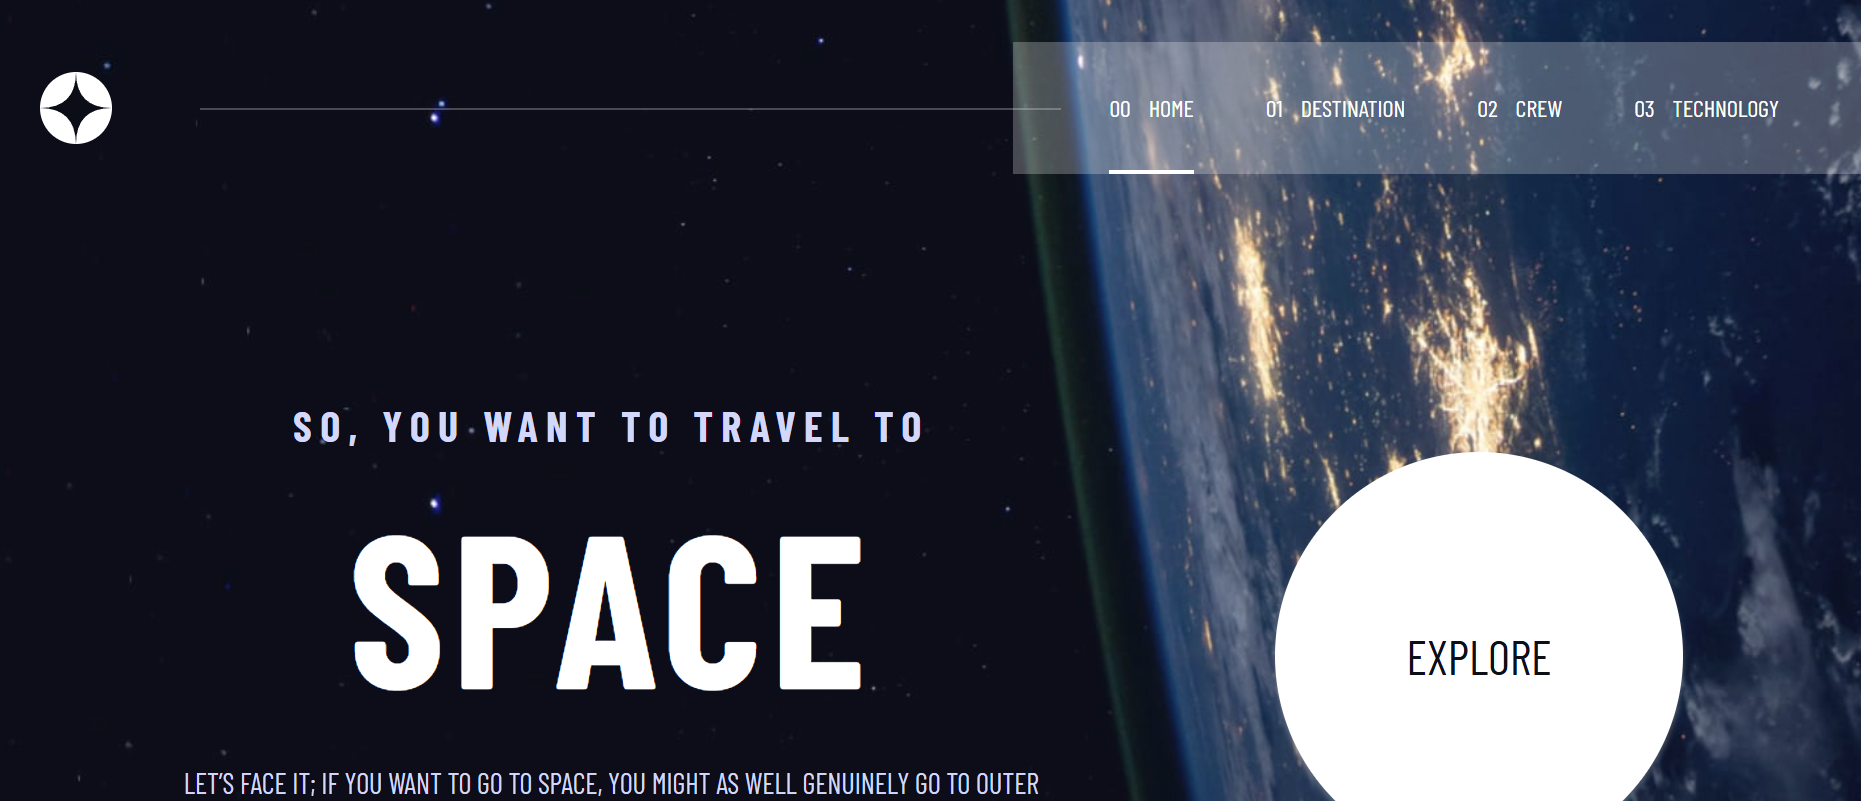 00 HOME 01 DESTINATION 02 CREW 03 TECHNOLOGY
SO, YOU WANT TO TRAVEL TO
SPACE
EXPLORE
LET'S FACE IT; IF YOU WANT TO GO TO SPACE, YOU MIGHT AS WELL GENUINELY GO TO OUTER